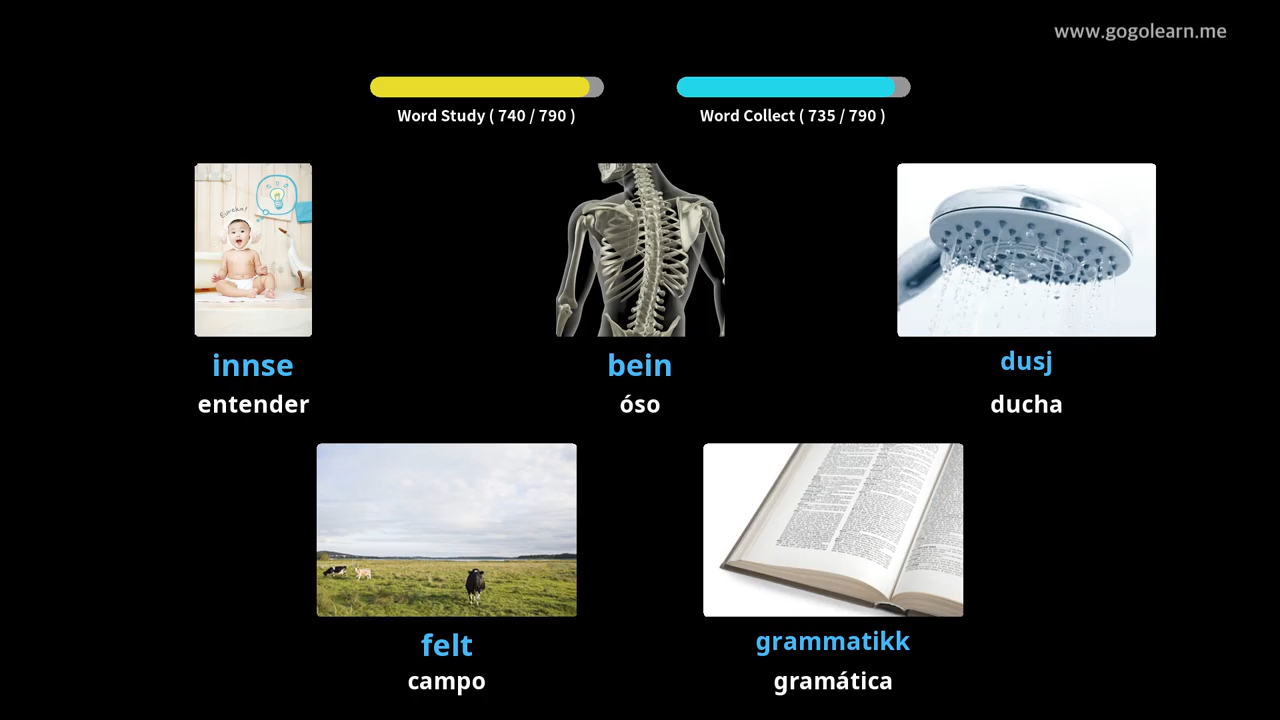 www.gogolearn.me
Word Study ( 740 / 790 )
Word Collect ( 735 / 790 )
Eureka!
innse
bein
dusj
entender
óso
ducha
felt
grammatikk
campo
gramática